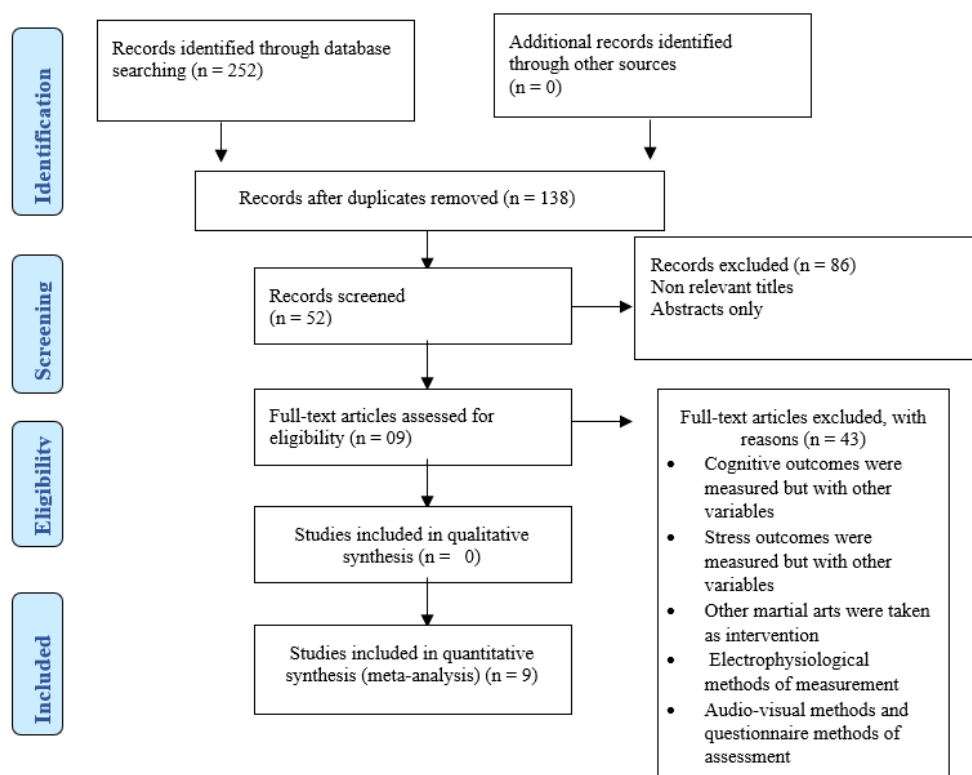 Identification
Records identified through database
searching (n = 252)
Additional records identified
through other sources
(n = 0)
Records after duplicates removed (n = 138)
Screening
Records screened
(n = 52)
Records excluded (n = 86)
Non relevant titles
Abstracts only
Eligibility
Full-text articles assessed for
eligibility (n = 09)
Full-text articles excluded, with
reasons (n = 43)
• Cognitive outcomes were
measured but with other
variables
• Stress outcomes were
measured but with other
variables
• Other martial arts were taken
as intervention
• Electrophysiological
methods of measurement
• Audio-visual methods and
questionnaire methods of
assessment
Studies included in qualitative
synthesis (n = 0)
Included
Studies included in quantitative
synthesis (meta-analysis) (n = 9)